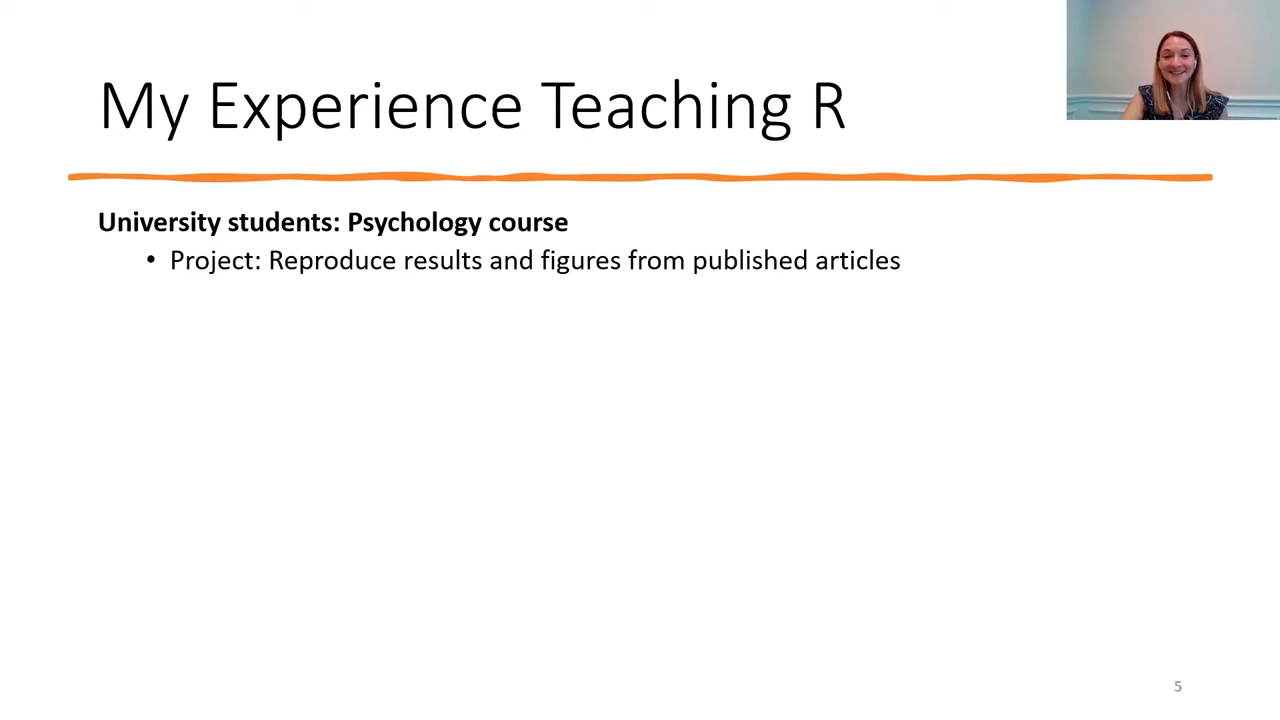 My Experience Teaching R
University students: Psychology course
• Project: Reproduce results and figures from published articles
5